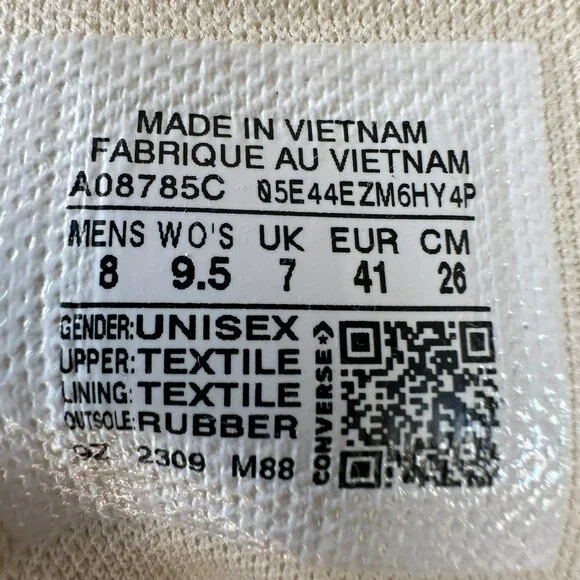 MADE IN VIETNAM
FABRIQUE AU VIETNAM
A08785C 05E44EZM6HY4P
MENS WO'S UK EUR CM
8 9.5 7 41 26
GENDER: UNISEX
UPPER: TEXTILE
LINING: TEXTILE
OUTSOLE: RUBBER
2309 M88
CONVERSE